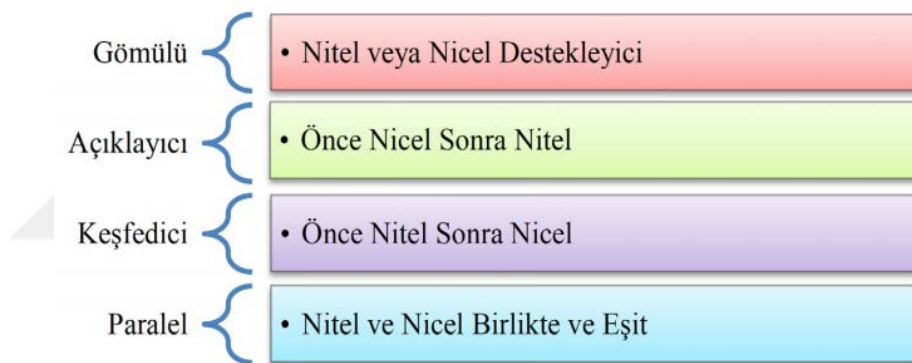 Gömülü
• Nitel veya Nicel Destekleyici
Açıklayıcı
• Önce Nicel Sonra Nitel
Keşfedici
• Önce Nitel Sonra Nicel
Paralel
• Nitel ve Nicel Birlikte ve Eşit